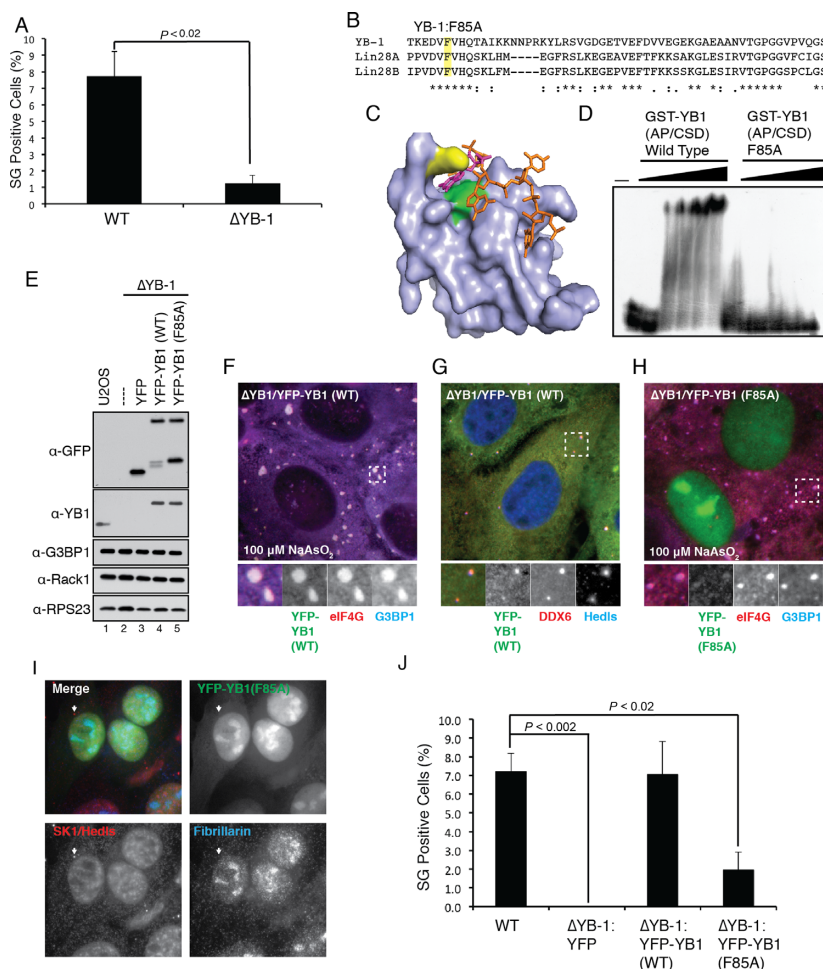 A
P < 0.02
SG Positive Cells (%)
10
9
8
7
6
5
4
3
2
1
0
WT
ΔYB-1
B
YB-1:F85A
YB-1 TKEDVFVHQTAIKKNNPRKYLRSVGDGETVEFDVVEGEKGAEAANVTGPGGVPVQGS
Lin28A PPVDVFVHQSKLHM----EGFRSLKEGEAVEFTFKKSAKGLESIRVTGPGGVFCIGS
Lin28B IPVDVFVHQSKLFM----EGFRSLKEGEPVEFTFKKSSKGLESIRVTGPGGSPCLGS
C
D
GST-YB1
(AP/CSD)
Wild Type
GST-YB1
(AP/CSD)
F85A
E
ΔYB-1
U2OS
----
YFP
YFP-YB1 (WT)
YFP-YB1 (F85A)
α-GFP
α-YB1
α-G3BP1
α-Rack1
α-RPS23
1 2 3 4 5
F
ΔYB1/YFP-YB1 (WT)
100 μM NaAsO2
YFP-
YB1
(WT)
eIF4G
G3BP1
G
ΔYB1/YFP-YB1 (WT)
YFP-
YB1
(WT)
DDX6
Hedls
H
ΔYB1/YFP-YB1 (F85A)
100 μM NaAsO2
YFP-
YB1
(F85A)
eIF4G
G3BP1
I
Merge
YFP-YB1(F85A)
SK1/Hedls
Fibrillarin
J
P < 0.02
P < 0.002
SG Positive Cells (%)
10.0
9.0
8.0
7.0
6.0
5.0
4.0
3.0
2.0
1.0
0.0
WT
ΔYB-1:
YFP
ΔYB-1:
YFP-YB1
(WT)
ΔYB-1:
YFP-YB1
(F85A)